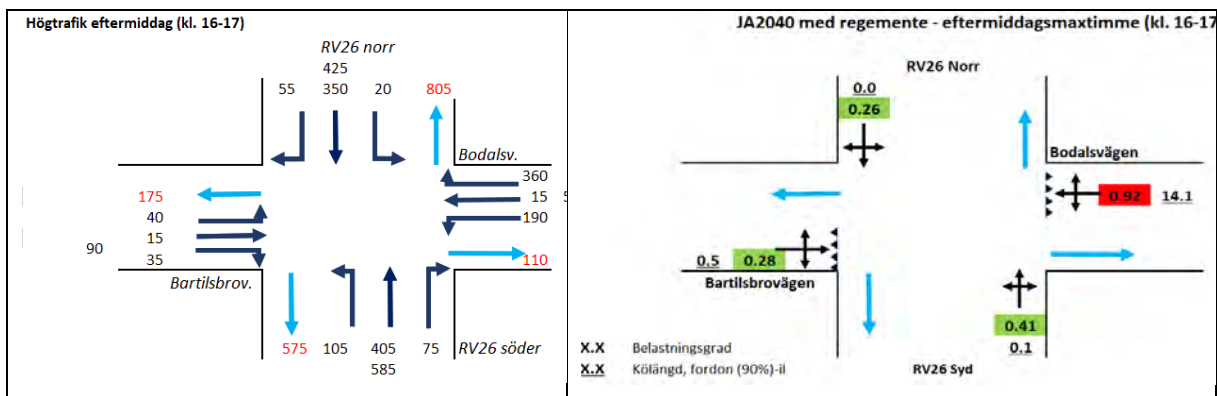 Högtrafik eftermiddag (kl. 16-17)
RV26 norr
425
55 350 20 805
Bodalsv.
360
175 15 5
40 190
15
90
35 110
Bartilsbrov.
575 105 405 75 RV26 söder
585
JA2040 med regemente - eftermiddagsmaxtimme (kl. 16-17
RV26 Norr
0.0
0.26
Bodalsvägen
0.92 14.1
0.5 0.28
Bartilsbrovägen
0.41
X.X Belastningsgrad 0.1
X.X Kölängd, fordon (90%)-il RV26 Syd